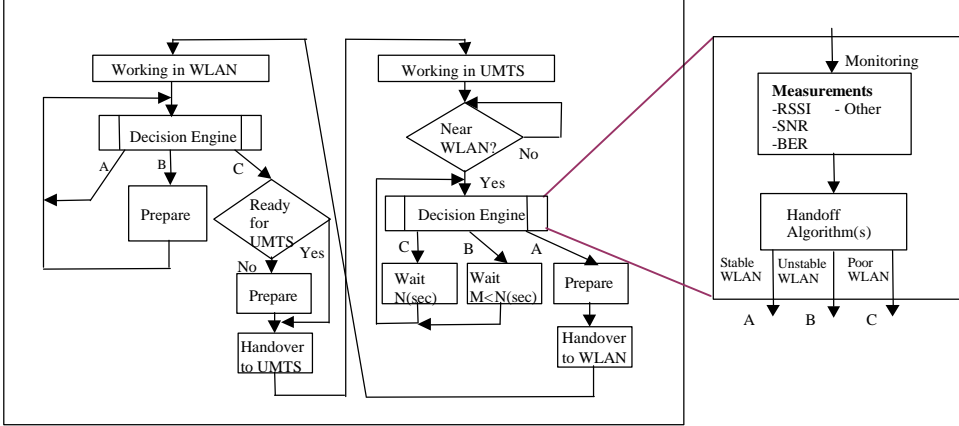 Working in WLAN
Decision Engine
A
B
C
Prepare
Ready
for
UMTS
Yes
No
Prepare
Handover
to UMTS
Working in UMTS
Near
WLAN?
No
Yes
Decision Engine
C
B
A
Wait
N(sec)
Wait
M<N(sec)
Prepare
Handover
to WLAN
Monitoring
Measurements
-RSSI - Other
-SNR
-BER
Handoff
Algorithm(s)
Stable
WLAN
Unstable
WLAN
Poor
WLAN
A
B
C